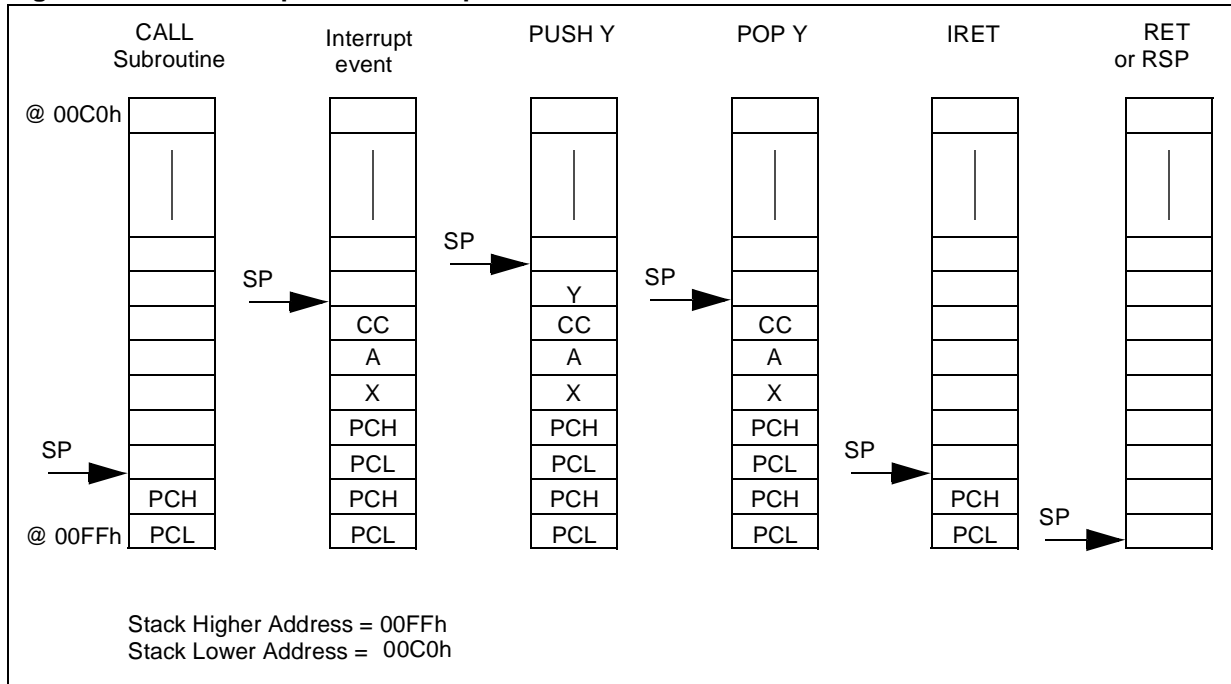 CALL
Subroutine
Interrupt
event
PUSH Y
POP Y
IRET
RET
or RSP
@ 00C0h
SP
SP
SP
Y
CC
CC
CC
A
A
A
X
X
X
PCH
PCH
PCH
SP
SP
PCL
PCL
PCL
PCH
PCH
PCH
PCH
PCH
SP
@ 00FFh
PCL
PCL
PCL
PCL
PCL
Stack Higher Address = 00FFh
Stack Lower Address = 00C0h